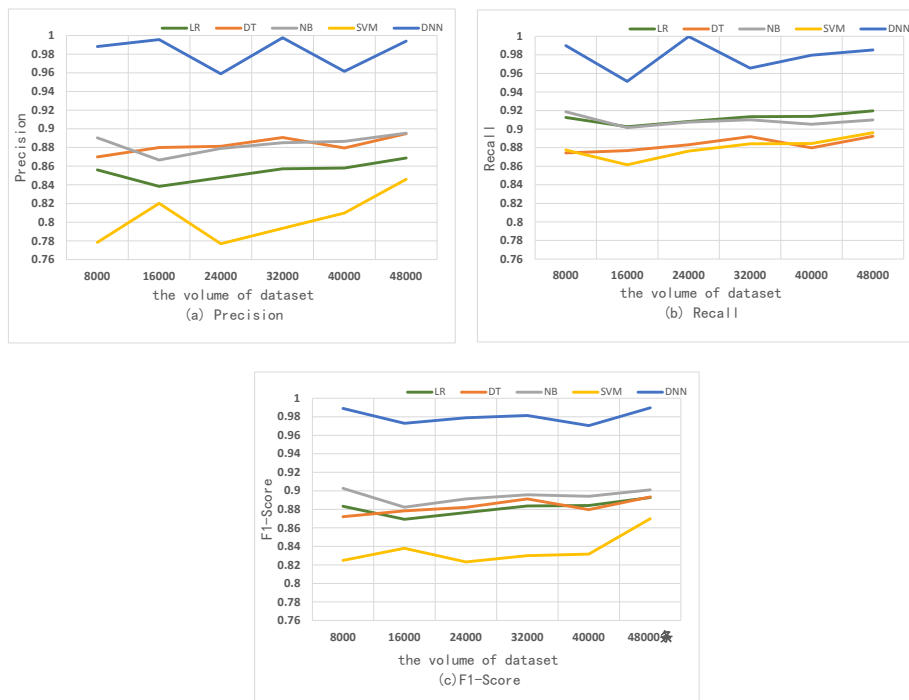 LR DT NB SVM DNN
1
0.98
0.96
0.94
0.92
0.9
0.88
0.86
0.84
0.82
0.8
0.78
0.76
Precision
8000 16000 24000 32000 40000 48000
the volume of dataset
(a) Precision
LR DT NB SVM DNN
1
0.98
0.96
0.94
0.92
0.9
0.88
0.86
0.84
0.82
0.8
0.78
0.76
Recall
8000 16000 24000 32000 40000 48000
the volume of dataset
(b) Recall
LR DT NB SVM DNN
1
0.98
0.96
0.94
0.92
0.9
0.88
0.86
0.84
0.82
0.8
0.78
0.76
F1-Score
8000 16000 24000 32000 40000 48000条
the volume of dataset
(c)F1-Score